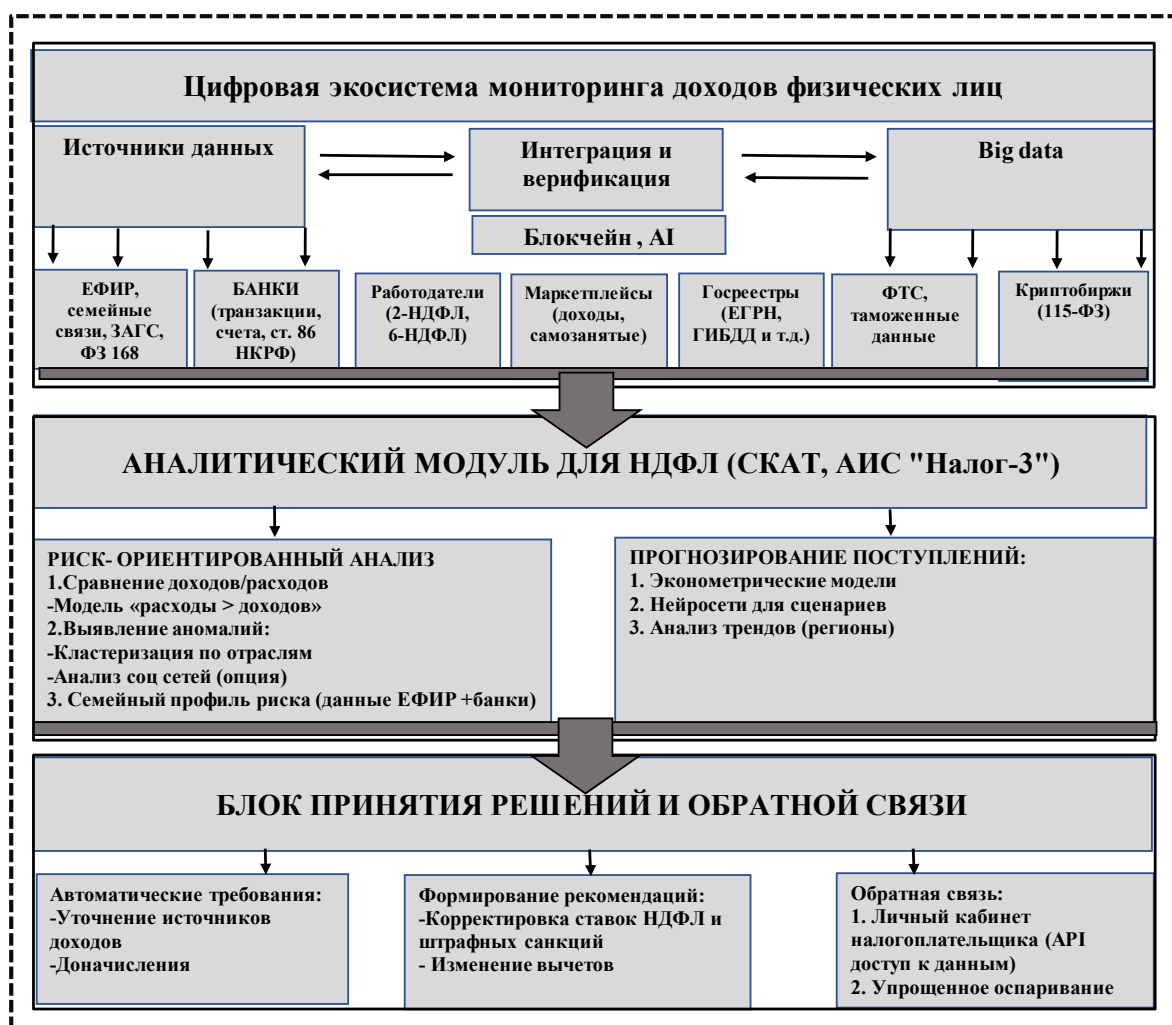 Цифровая экосистема мониторинга доходов физических лиц
Источники данных
Интеграция и
верификация
Big data
Блокчейн , AI
ЕФИР,
семейные
связи, ЗАГС,
ФЗ 168
БАНКИ
(транзакции,
счета, ст. 86
НКРФ)
Работодатели
(2-НДФЛ,
6-НДФЛ)
Маркетплейсы
(доходы,
самозанятые)
Госреестры
(ЕГРН,
ГИБДД и т.д.)
ФТС,
таможенные
данные
Криптобиржи
(115-ФЗ)
АНАЛИТИЧЕСКИЙ МОДУЛЬ ДЛЯ НДФЛ (СКАТ, АИС "Налог-3")
РИСК- ОРИЕНТИРОВАННЫЙ АНАЛИЗ
1.Сравнение доходов/расходов
-Модель «расходы > доходов»
2.Выявление аномалий:
-Кластеризация по отраслям
-Анализ соц сетей (опция)
3. Семейный профиль риска (данные ЕФИР +банки)
ПРОГНОЗИРОВАНИЕ ПОСТУПЛЕНИЙ:
1. Эконометрические модели
2. Нейросети для сценариев
3. Анализ трендов (регионы)
БЛОК ПРИНЯТИЯ РЕШЕНИЙ И ОБРАТНОЙ СВЯЗИ
Автоматические требования:
-Уточнение источников
доходов
-Доначисления
Формирование рекомендаций:
-Корректировка ставок НДФЛ и
штрафных санкций
- Изменение вычетов
Обратная связь:
1. Личный кабинет
налогоплательщика (API
доступ к данным)
2. Упрощенное оспаривание